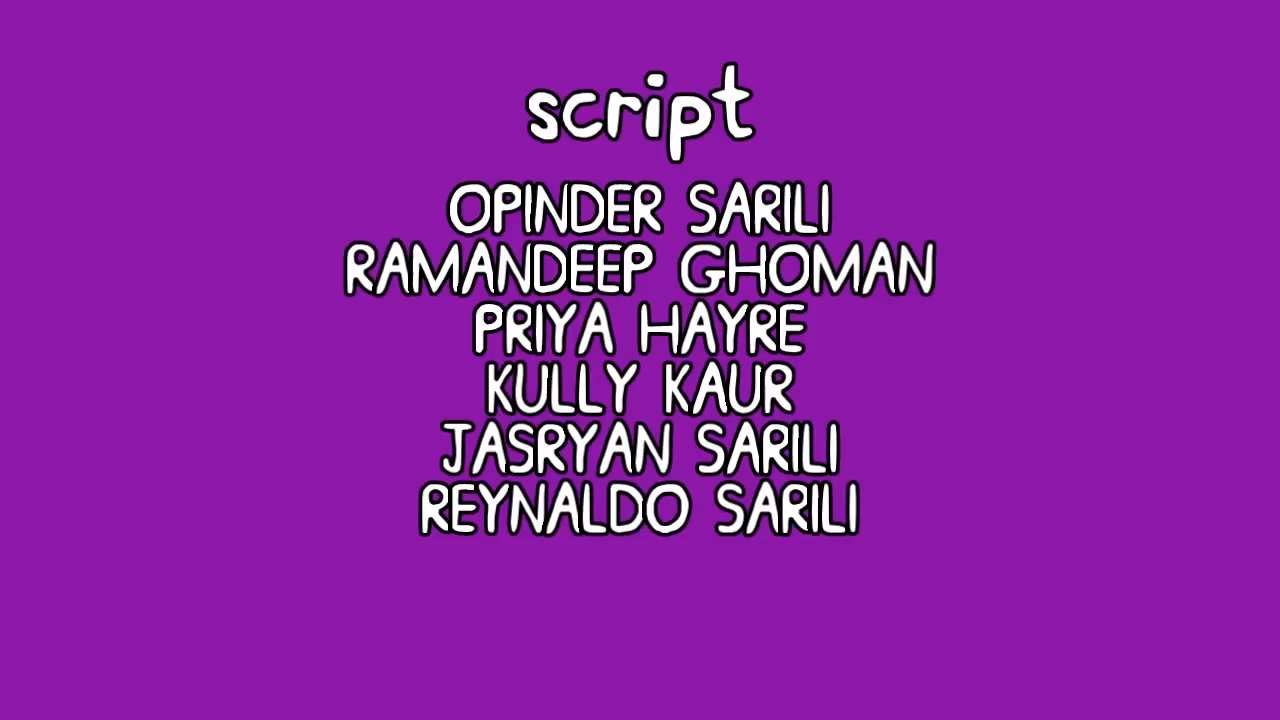 script
OPINDER SARILI
RAMANDEEP GHOMAN
PRIYA HAYRE
KULLY KAUR
JASRYAN SARILI
REYNALDO SARILI